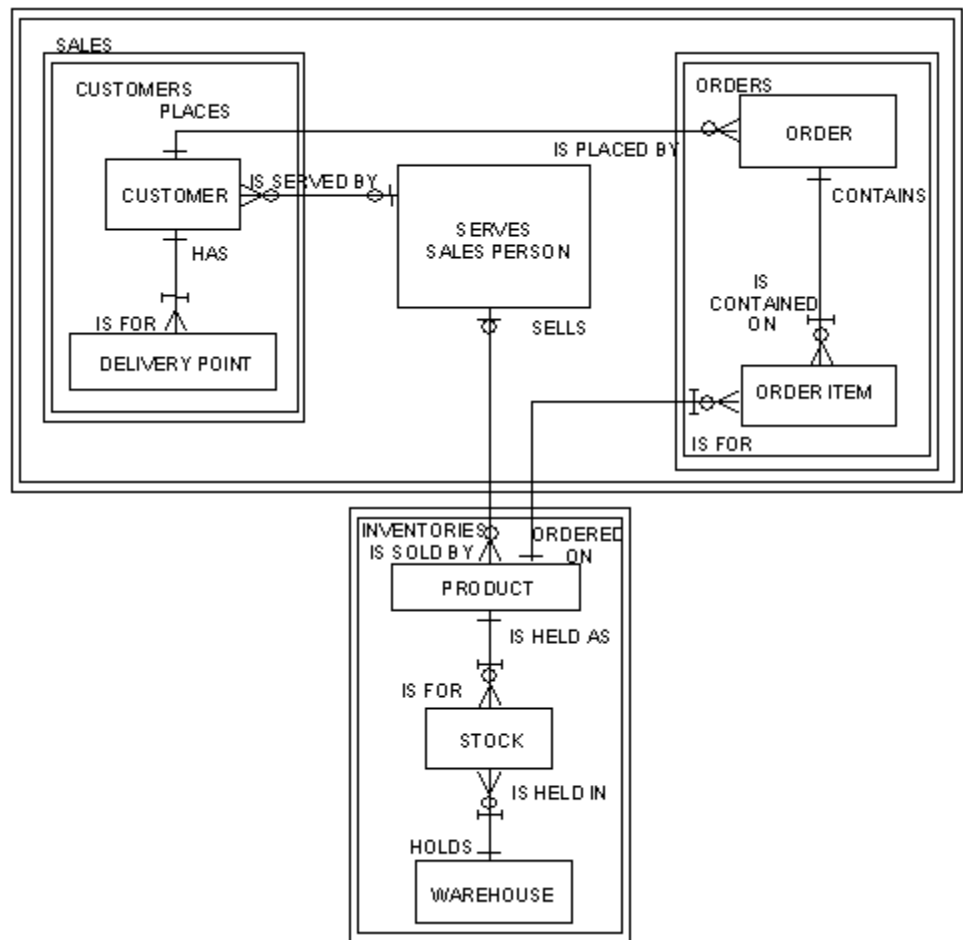 SALES
CUSTOMERS
PLACES
ORDERS
ORDER
IS PLACED BY
CUSTOMER
IS SERVED BY
SERVES
SALES PERSON
CONTAINS
HAS
IS FOR
DELIVERY POINT
SELLS
IS
CONTAINED
ON
ORDER ITEM
IS FOR
INVENTORIES
IS SOLD BY
ORDERED
ON
PRODUCT
IS HELD AS
IS FOR
STOCK
IS HELD IN
HOLDS
WAREHOUSE